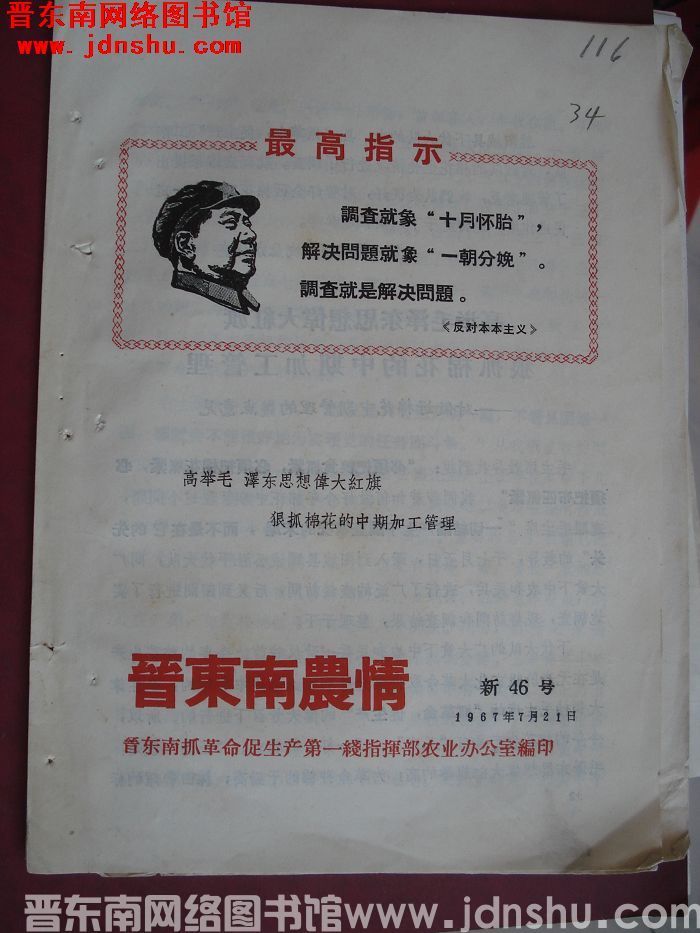 晋东南网络图书馆
www.jdnshu.com
116
34
最高指示
調查就象“十月怀胎”，
解决問題就象“一朝分娩”。
調查就是解决問題。
《反对本本主义》
高举毛 澤东思想偉大紅旗
狠抓棉花的中期加工管理
晉東南農情
新 46 号
1967年7月21日
晉东南抓革命促生产第一綫指揮部农业办公室編印
晋东南网络图书馆www.jdnshu.com